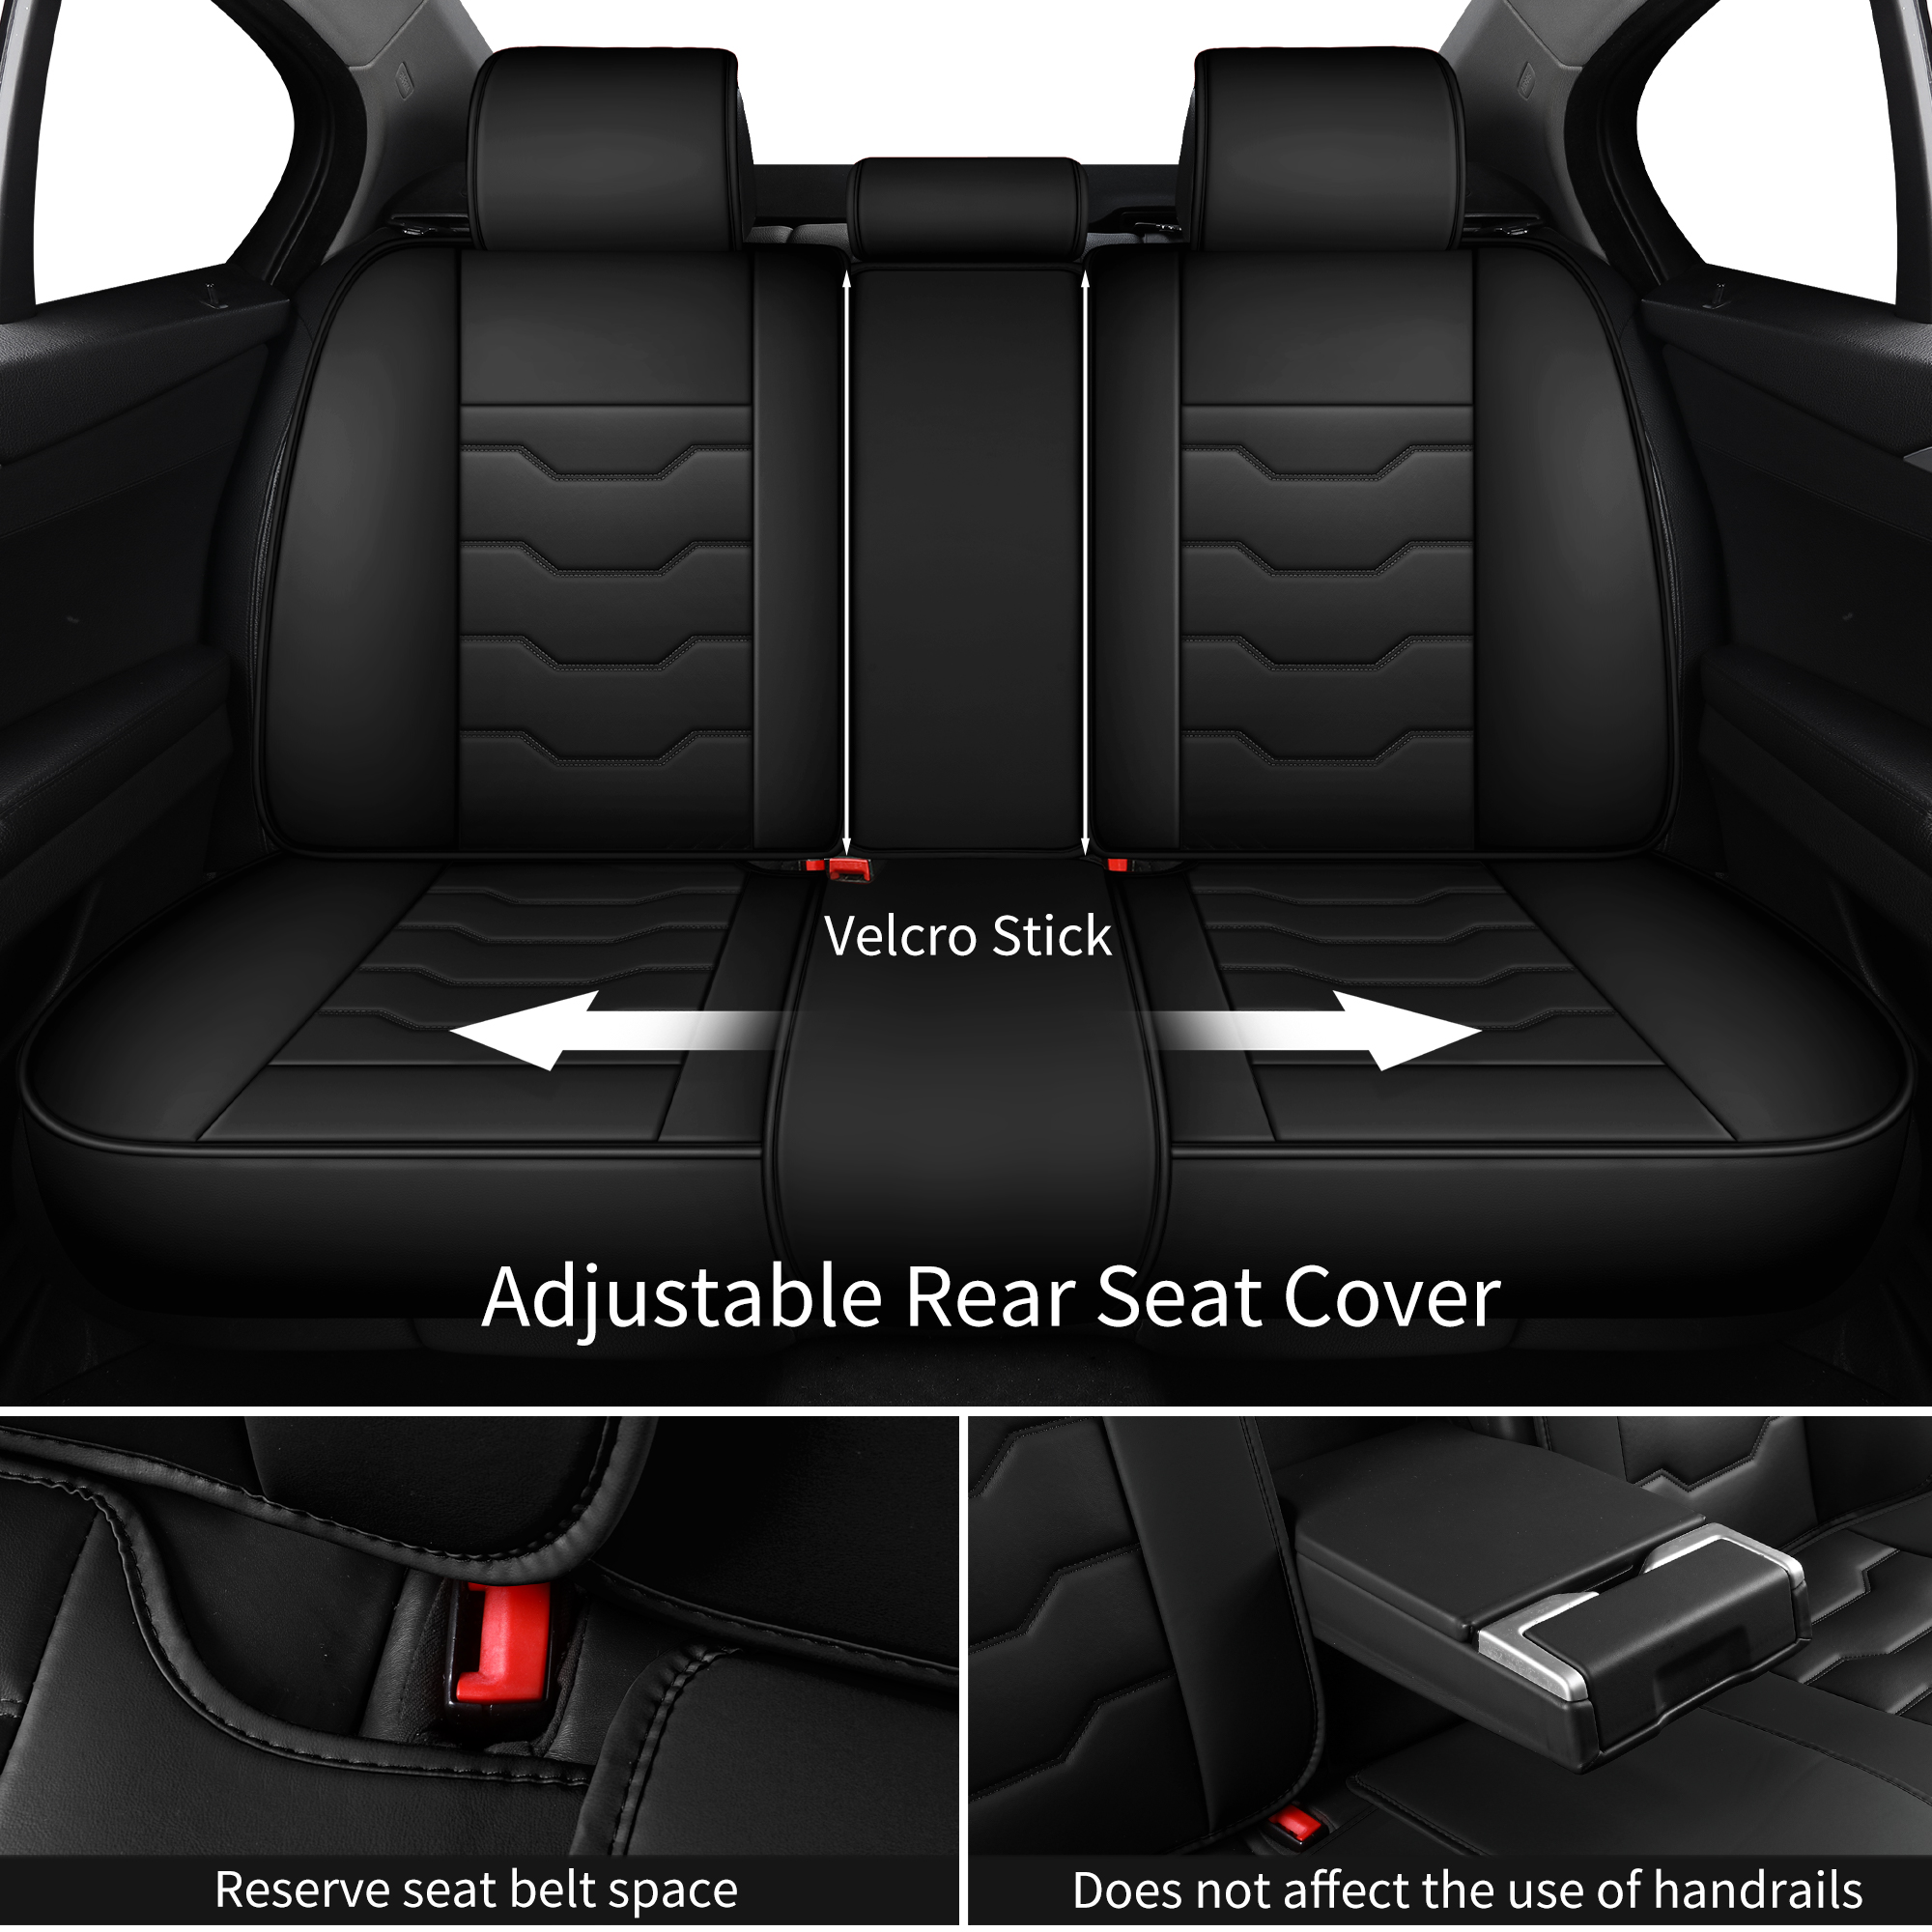 Velcro Stick
Adjustable Rear Seat Cover
Reserve seat belt space
Does not affect the use of handrails